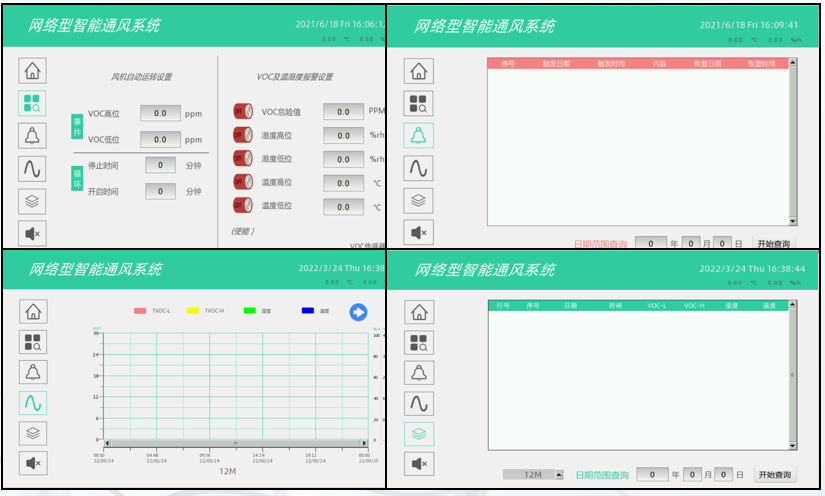 网络型智能通风系统
2021/6/18 Fri 16:06:1
0.00 ℃ 0.00 %
风机启动运转设置
VOC及温湿度报警设置
事件
VOC高位 0.0 ppm
VOC低位 0.0 ppm
循环
停止时间 0 分钟
开启时间 0 分钟
OFF VOC危险值 0.0 PPM
OFF 湿度高位 0.0 %rh
OFF 湿度低位 0.0 %rh
OFF 温度高位 0.0 ℃
OFF 温度低位 0.0 ℃
(使能)
VOC传感器
网络型智能通风系统
2021/6/18 Fri 16:09:41
0.00 ℃ 0.00 %rh
序号 触发日期 触发时间 内容 恢复日期 恢复时间
日期范围查询 0 年 0 月 0 日 开始查询
网络型智能通风系统
2022/3/24 Thu 16:38
0.00 ℃ 0.00
TVOC-L TVOC-H 湿度 温度
ppm
30
24
18
12
6
0
100
80
60
40
20
0
00:00 04:48 09:36 14:24 19:12 00:00
22/03/24 22/03/24 22/03/24 22/03/24 22/03/24 22/03/25
12M
网络型智能通风系统
2022/3/24 Thu 16:38:44
0.00 ℃ 0.00 %rh
行号 序号 日期 时间 VOC-L VOC-H 湿度 温度
12M 日期范围查询 0 年 0 月 0 日 开始查询